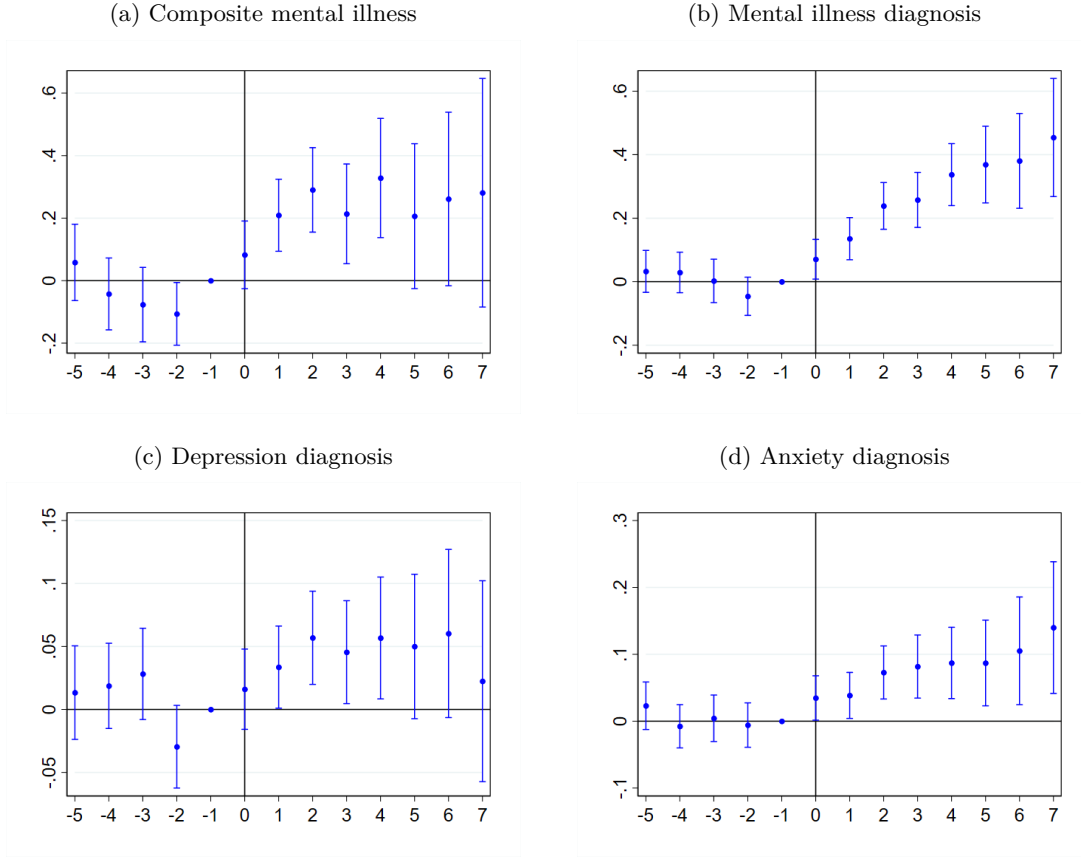 (a) Composite mental illness
(b) Mental illness diagnosis
.6
.4
.2
0
-.2
-5 -4 -3 -2 -1 0 1 2 3 4 5 6 7
.6
.4
.2
0
-.2
-5 -4 -3 -2 -1 0 1 2 3 4 5 6 7
(c) Depression diagnosis
(d) Anxiety diagnosis
.15
.1
.05
0
-.05
-5 -4 -3 -2 -1 0 1 2 3 4 5 6 7
.3
.2
.1
0
-.1
-5 -4 -3 -2 -1 0 1 2 3 4 5 6 7